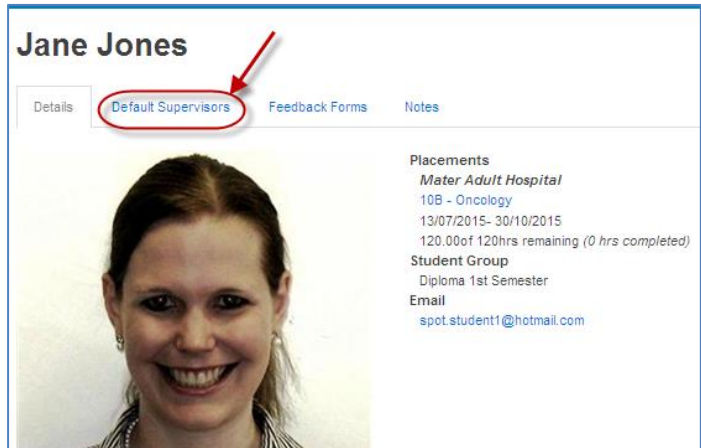 Jane Jones
Details Default Supervisors Feedback Forms Notes
Placements
Mater Adult Hospital
10B - Oncology
13/07/2015- 30/10/2015
120.00of 120hrs remaining (0 hrs completed)
Student Group
Diploma 1st Semester
Email
spot.student1@hotmail.com